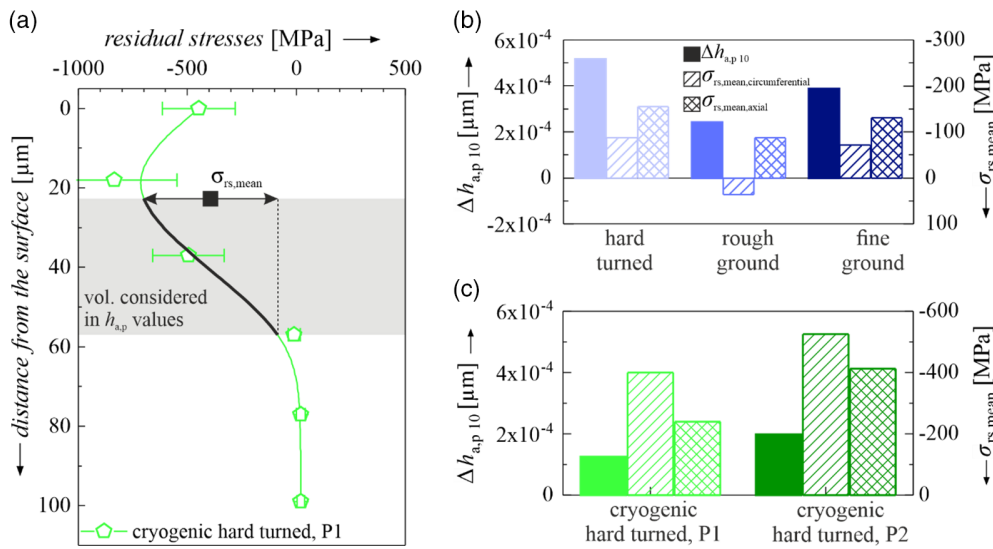 (a)
residual stresses [MPa]
-1000 -500 0 500
distance from the surface [µm]
0
20
40
60
80
100
σrs,mean
vol. considered
in ha,p values
cryogenic hard turned, P1
(b)
Δha,p 10 [µm]
6x10-4
4x10-4
2x10-4
0
-2x10-4
Δha,p 10
σrs,mean,circumferential
σrs,mean,axial
-300
-200
-100
0
100
σrs,mean [MPa]
hard
turned
rough
ground
fine
ground
(c)
Δha,p 10 [µm]
6x10-4
4x10-4
2x10-4
0
-600
-400
-200
0
σrs,mean [MPa]
cryogenic
hard turned, P1
cryogenic
hard turned, P2